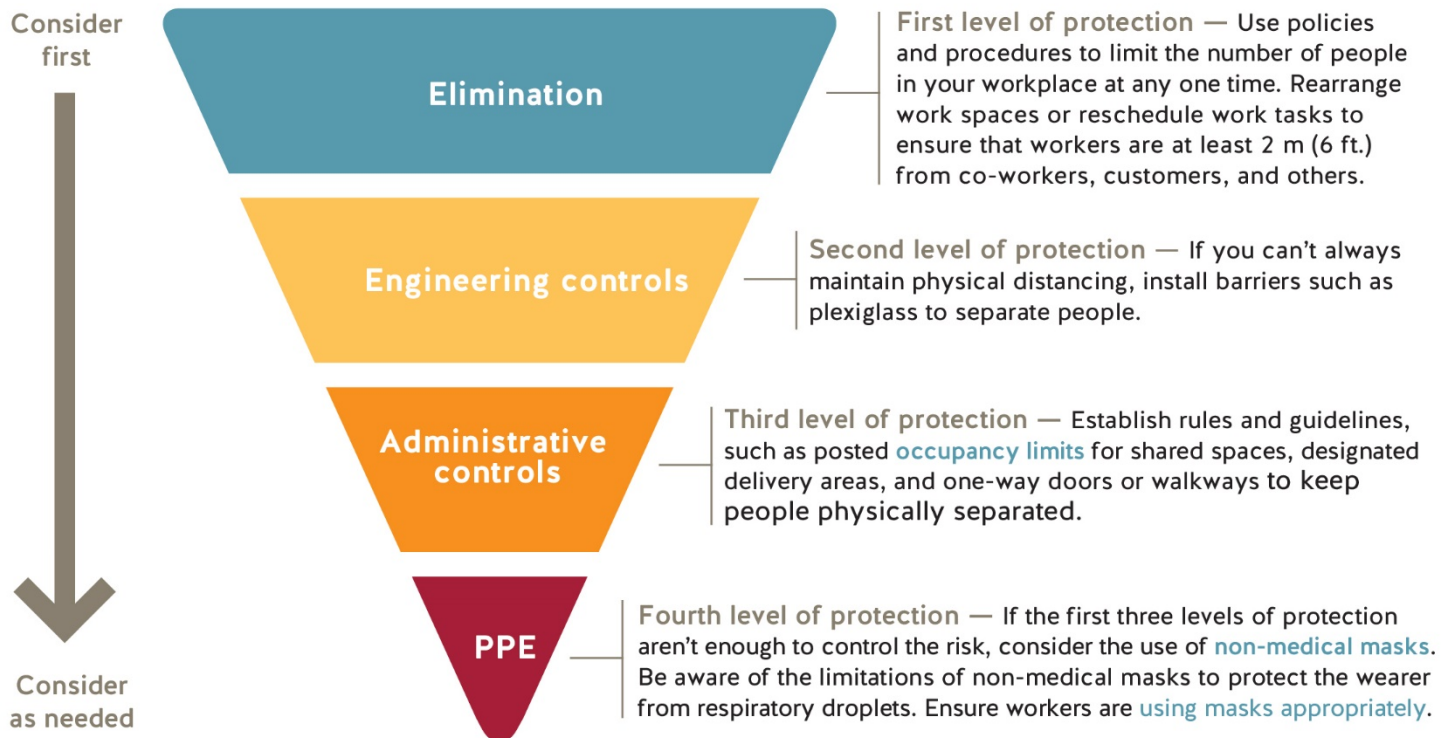 Consider
first
Elimination
First level of protection — Use policies
and procedures to limit the number of people
in your workplace at any one time. Rearrange
work spaces or reschedule work tasks to
ensure that workers are at least 2 m (6 ft.)
from co-workers, customers, and others.
Engineering controls
Second level of protection — If you can’t always
maintain physical distancing, install barriers such as
plexiglass to separate people.
Administrative
controls
Third level of protection — Establish rules and guidelines,
such as posted occupancy limits for shared spaces, designated
delivery areas, and one-way doors or walkways to keep
people physically separated.
PPE
Fourth level of protection — If the first three levels of protection
aren’t enough to control the risk, consider the use of non-medical masks.
Be aware of the limitations of non-medical masks to protect the wearer
from respiratory droplets. Ensure workers are using masks appropriately.
Consider
as needed